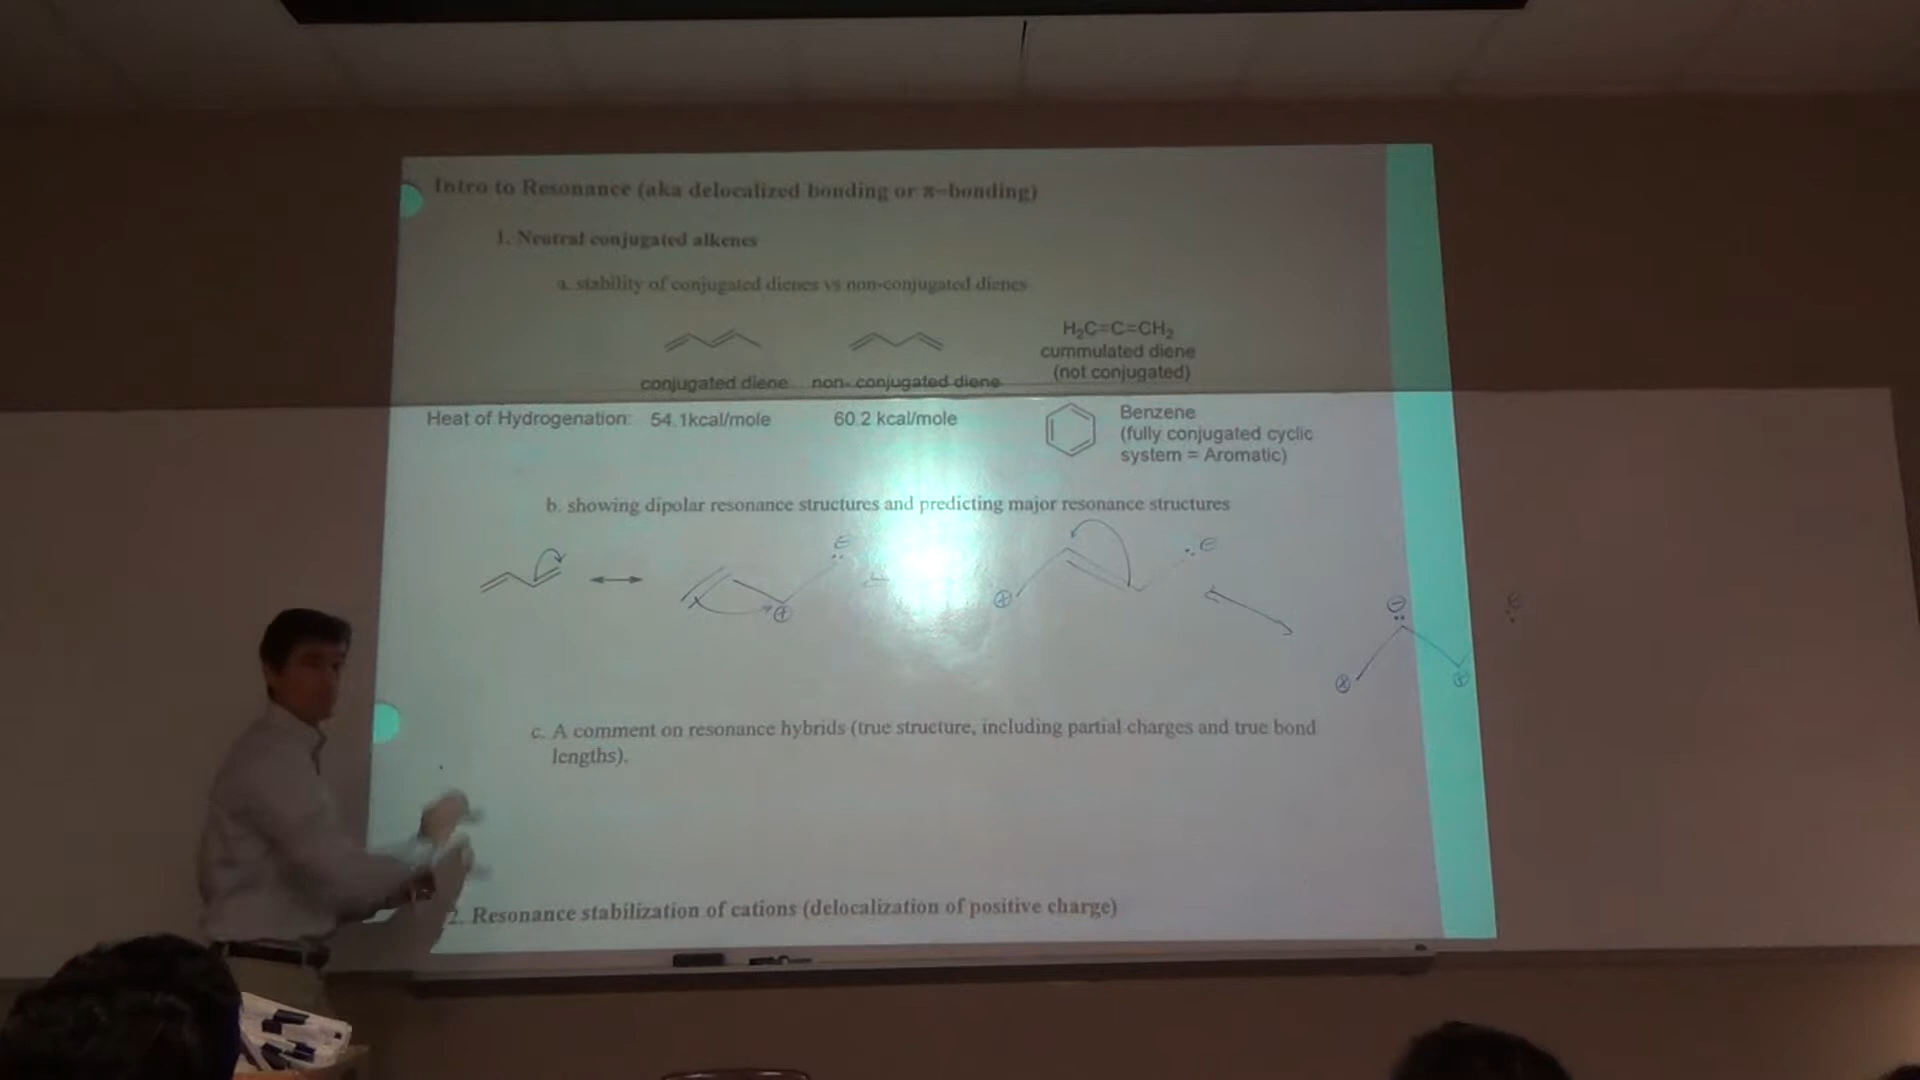 Intro to Resonance (aka delocalized bonding or π-bonding)
1. Neutral conjugated alkenes
a. stability of conjugated dienes vs non-conjugated dienes
H₂C=C=CH₂
cummulated diene
(not conjugated)
conjugated diene non- conjugated diene
Heat of Hydrogenation: 54.1kcal/mole 60.2 kcal/mole
Benzene
(fully conjugated cyclic
system = Aromatic)
b. showing dipolar resonance structures and predicting major resonance structures
c. A comment on resonance hybrids (true structure, including partial charges and true bond
lengths).
2. Resonance stabilization of cations (delocalization of positive charge)